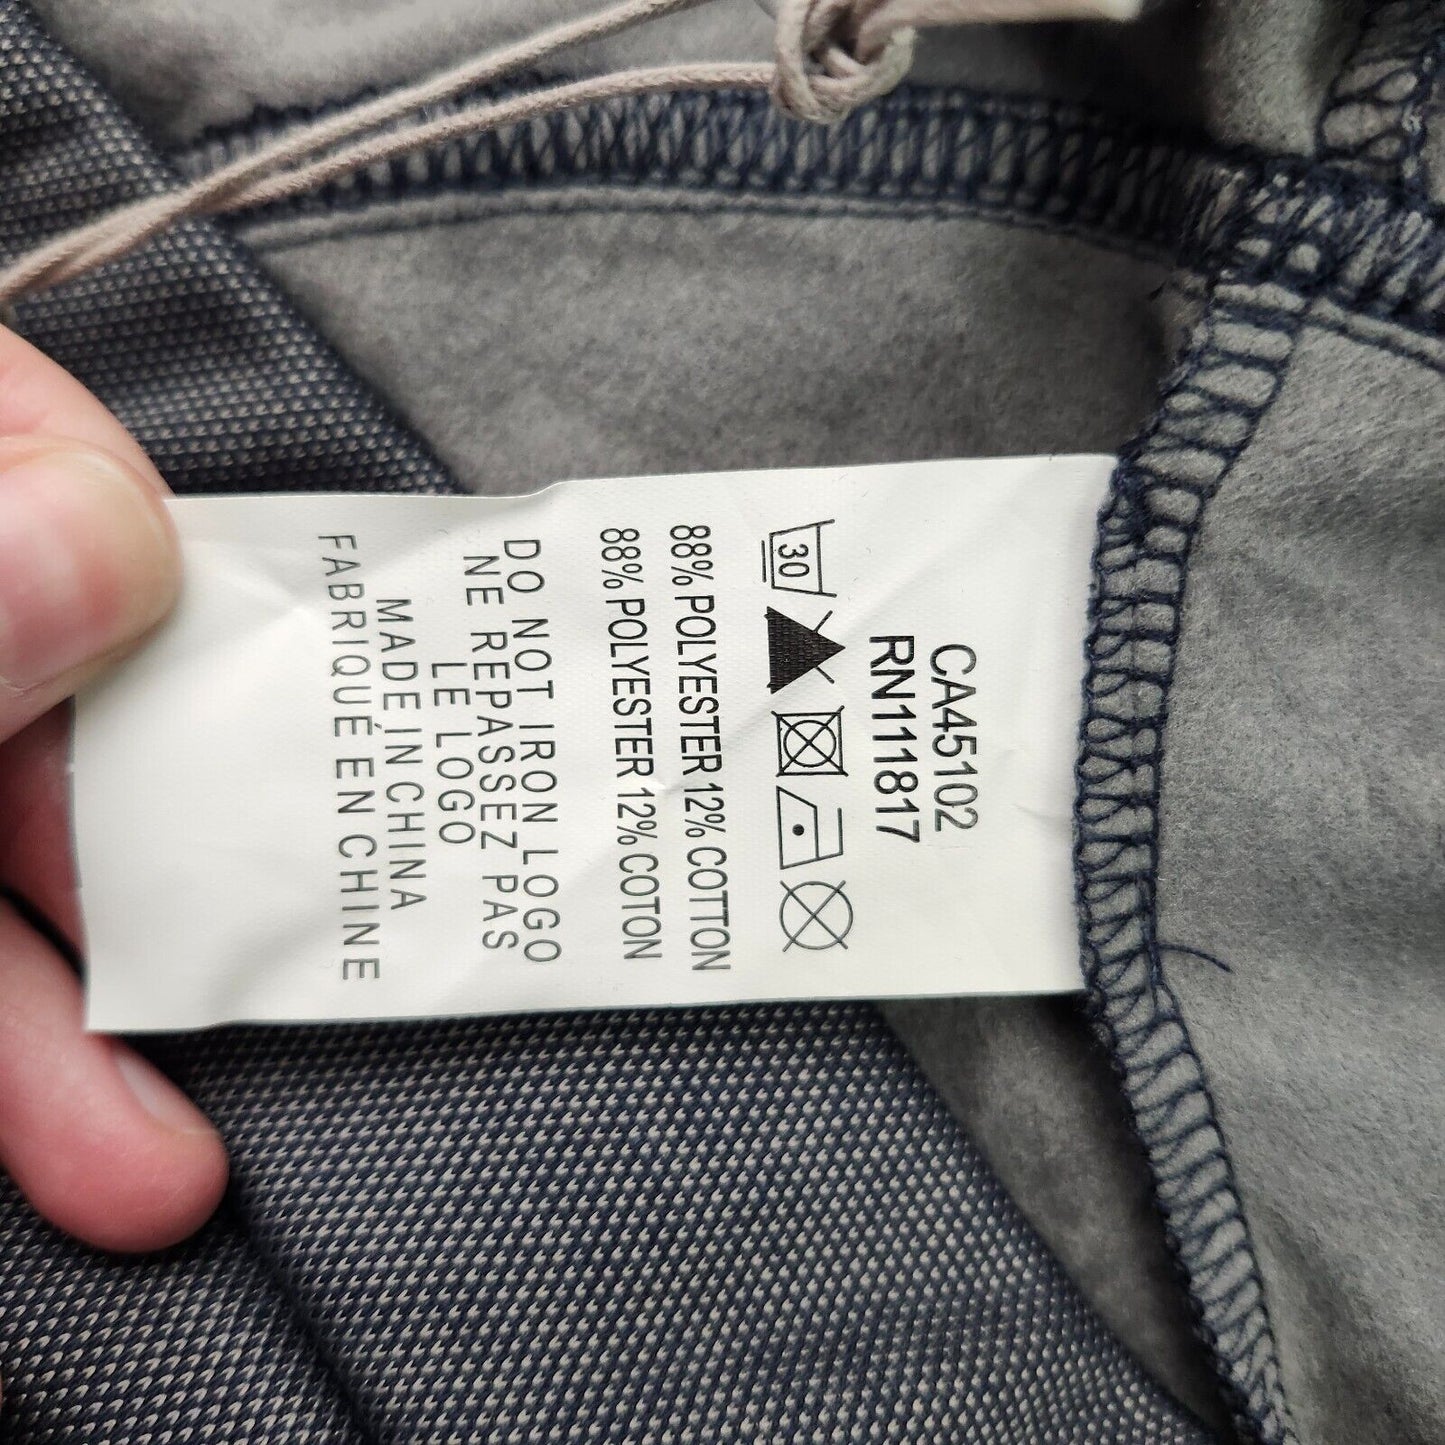 CA45102
RN111817
30
88% POLYESTER 12% COTTON
88% POLYESTER 12% COTON
DO NOT IRON LOGO
NE REPASSEZ PAS
LE LOGO
MADE IN CHINA
FABRIQUÉ EN CHINE